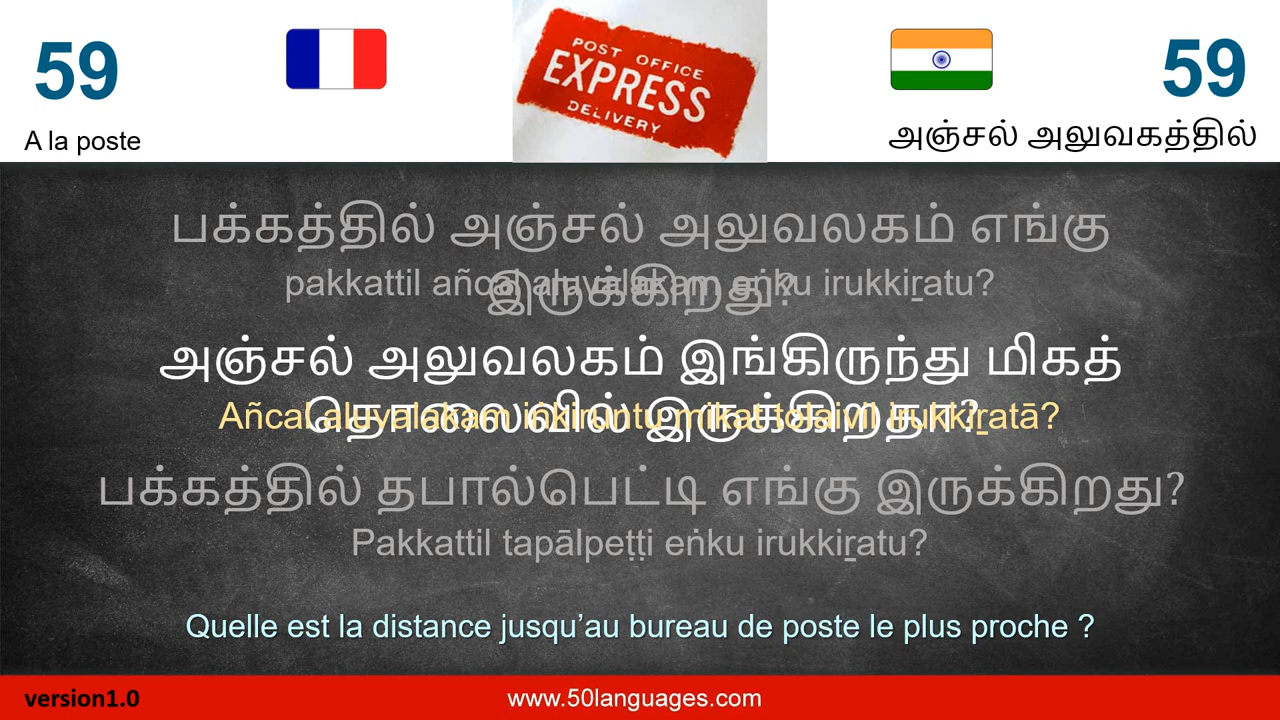 59
59
A la poste
POST OFFICE
EXPRESS
DELIVERY
அஞ்சல் அலுவகத்தில்
பக்கத்தில் அஞ்சல் அலுவலகம் எங்கு
இருக்கிறது?
pakkattil añcal aluvalakam eṅku irukkiṟatu?
அஞ்சல் அலுவலகம் இங்கிருந்து மிகத்
தொலைவில் இருக்கிறதா?
Añcal aluvalakam iṅkiruntu mikat tolaivil irukkiṟatā?
பக்கத்தில் தபால்பெட்டி எங்கு இருக்கிறது?
Pakkattil tapālpeṭṭi eṅku irukkiṟatu?
Quelle est la distance jusqu’au bureau de poste le plus proche ?
version1.0
www.50languages.com